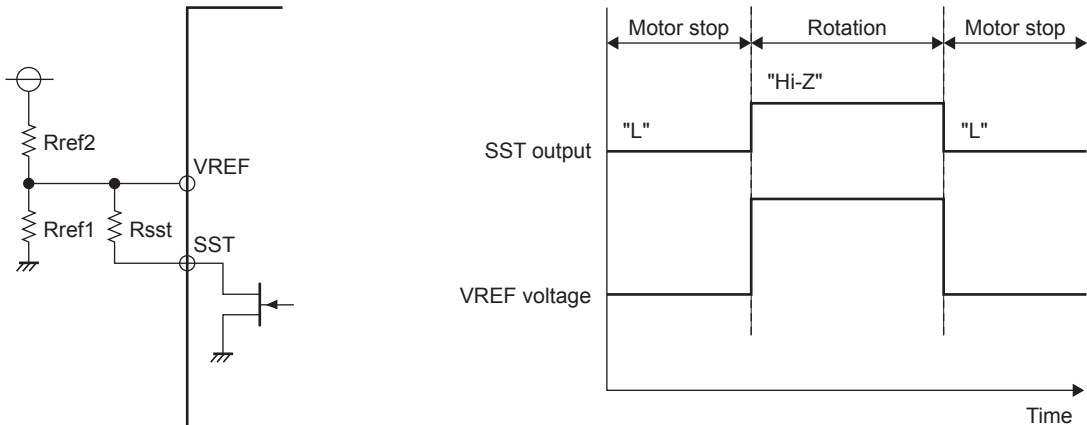 Rref2
VREF
Rref1
Rsst
SST
Motor stop
Rotation
Motor stop
"Hi-Z"
"L"
"L"
SST output
VREF voltage
Time